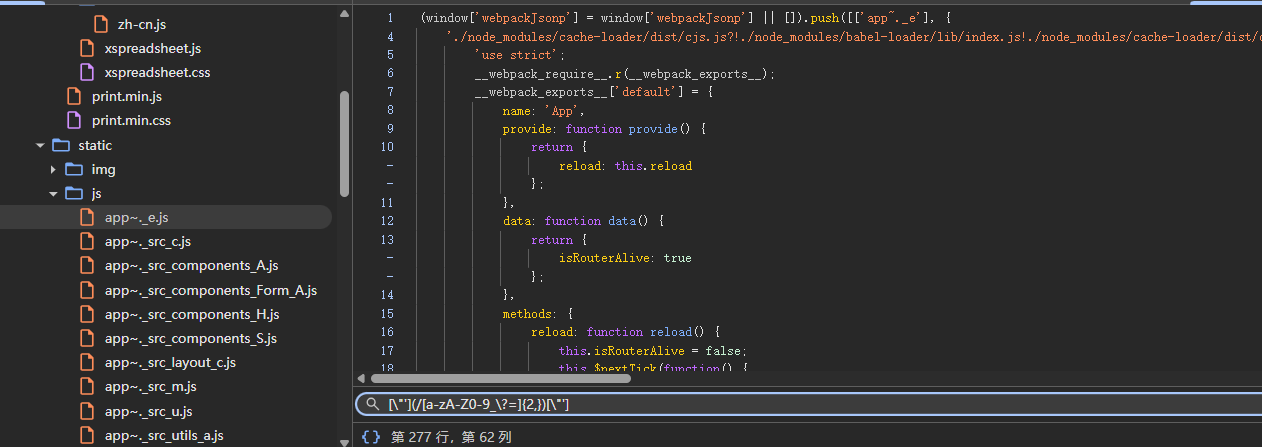 zh-cn.js
xspreadsheet.js
xspreadsheet.css
print.min.js
print.min.css
static
img
js
app~._e.js
app~._src_c.js
app~._src_components_A.js
app~._src_components_Form_A.js
app~._src_components_H.js
app~._src_components_S.js
app~._src_layout_c.js
app~._src_m.js
app~._src_u.js
app~._src_utils_a.js
1 (window['webpackJsonp'] = window['webpackJsonp'] || []).push([['app~._e'], {
4 './node_modules/cache-loader/dist/cjs.js?!./node_modules/babel-loader/lib/index.js!./node_modules/cache-loader/dist/
5 'use strict';
6 __webpack_require__.r(__webpack_exports__);
7 __webpack_exports__['default'] = {
8 name: 'App',
9 provide: function provide() {
10 return {
- reload: this.reload
- };
11 },
12 data: function data() {
13 return {
- isRouterAlive: true
- };
14 },
15 methods: {
16 reload: function reload() {
17 this.isRouterAlive = false;
18 this.$nextTick(function() {
[\"'](/[a-zA-Z0-9_\?=]{2,})[\"']
{} 第 277 行，第 62 列